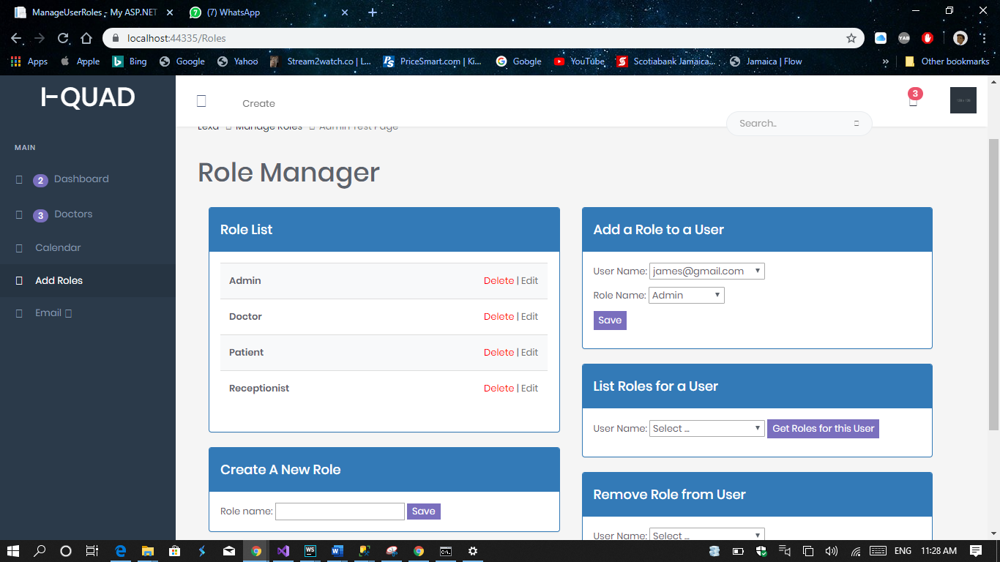 ManageUserRoles - My ASP.NET
(7) WhatsApp
localhost:44335/Roles
YAB
Apps Apple Bing Google Yahoo Stream2watch.co | L... PriceSmart.com | Ki... Google YouTube Scotiabank Jamaica... Jamaica | Flow » Other bookmarks
QUAD
Create
3
Search..
Lexa Manage Roles Admin Test Page
MAIN
2 Dashboard
3 Doctors
Calendar
Add Roles
Email
Role Manager
Role List
Admin Delete | Edit
Doctor Delete | Edit
Patient Delete | Edit
Receptionist Delete | Edit
Create A New Role
Role name: Save
Add a Role to a User
User Name: james@gmail.com
Role Name: Admin
Save
List Roles for a User
User Name: Select ... Get Roles for this User
Remove Role from User
User Name: Select ...
ENG 11:28 AM